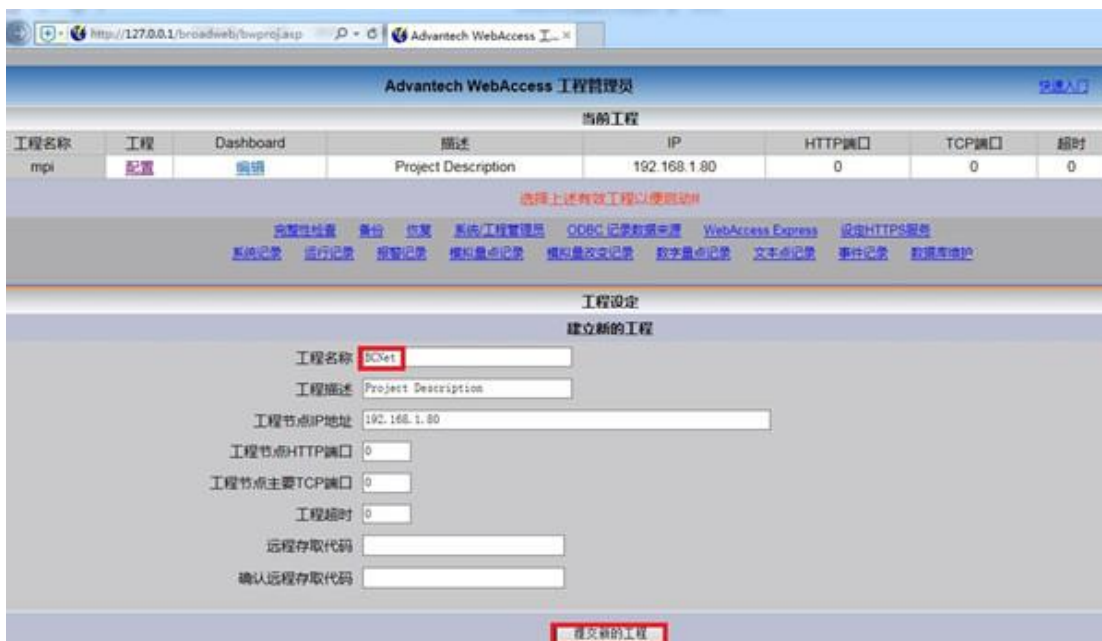 http://127.0.0.1/broadweb/bwproj.asp Advantech WebAccess 工...
Advantech WebAccess 工程管理员 快速入门
当前工程
工程名称 工程 Dashboard 描述 IP HTTP端口 TCP端口 超时
mpi 配置 编辑 Project Description 192.168.1.80 0 0 0
选择上述有效工程以便启动!!
完整性检查 备份 恢复 系统/工程管理员 ODBC 记录数据来源 WebAccess Express 设定HTTPS服务
系统记录 运行记录 报警记录 模拟量点记录 模拟量改变记录 数字量点记录 文本点记录 事件记录 数据库维护
工程设定
建立新的工程
工程名称 BCNet
工程描述 Project Description
工程节点IP地址 192.168.1.80
工程节点HTTP端口 0
工程节点主要TCP端口 0
工程超时 0
远程存取代码
确认远程存取代码
提交新的工程